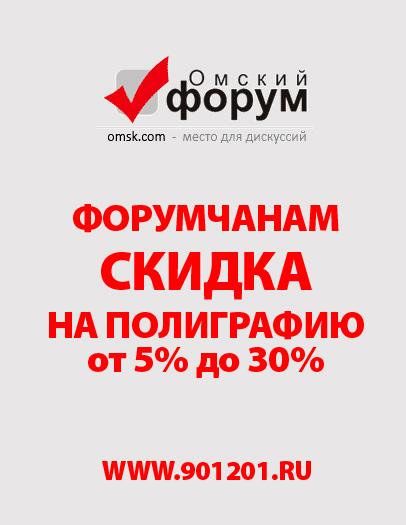 Омский
форум
omsk.com - место для дискуссий
ФОРУМЧАНАМ
СКИДКА
НА ПОЛИГРАФИЮ
от 5% до 30%
WWW.901201.RU